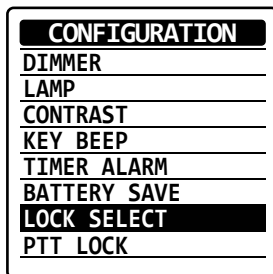 CONFIGURATION
DIMMER
LAMP
CONTRAST
KEY BEEP
TIMER ALARM
BATTERY SAVE
LOCK SELECT
PTT LOCK